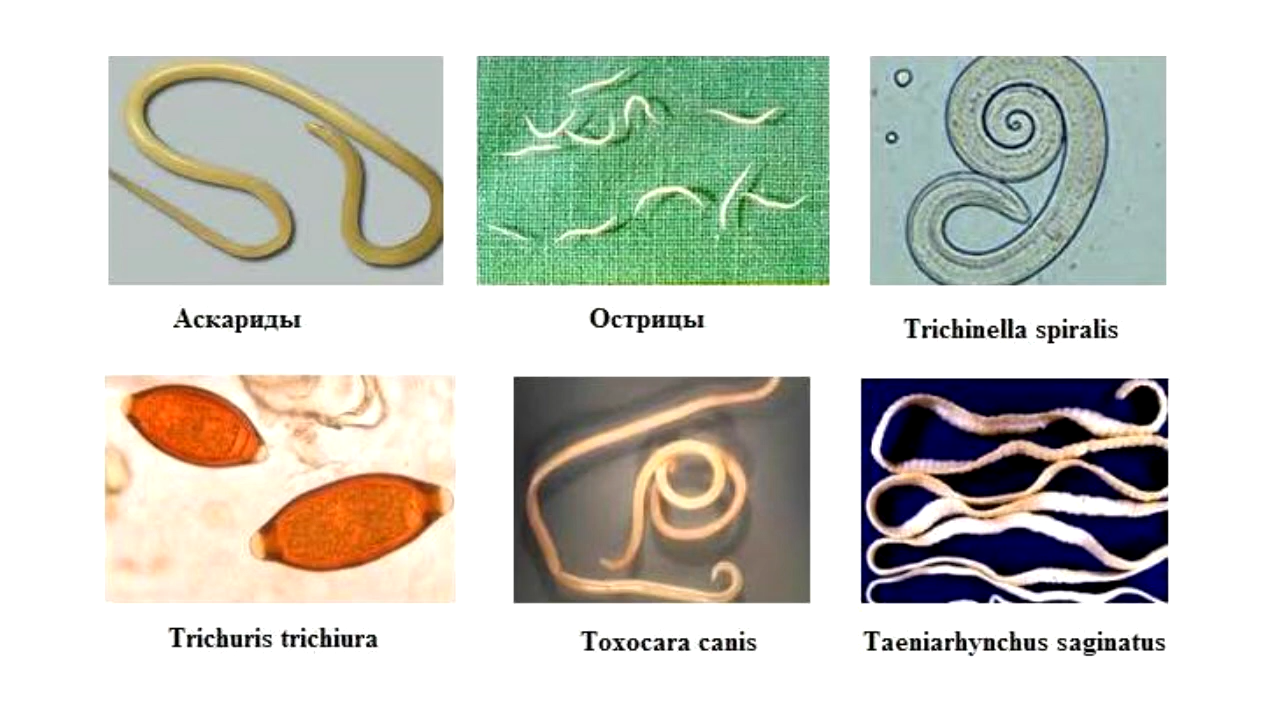 Аскариды
Острицы
Trichinella spiralis
Trichuris trichiura
Toxocara canis
Taeniarhynchus saginatus